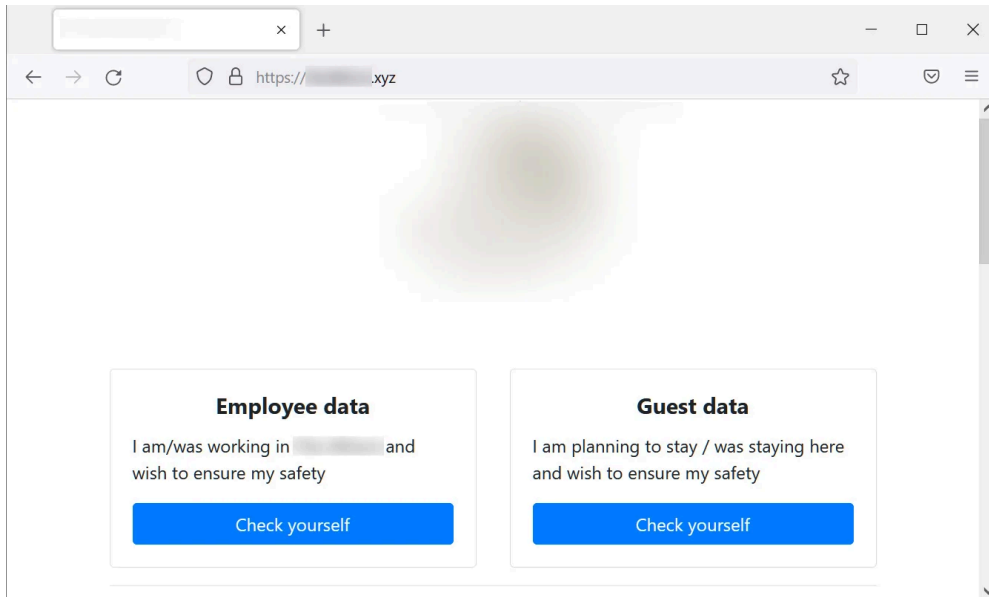 https:// .xyz
Employee data
I am/was working in and
wish to ensure my safety
Check yourself
Guest data
I am planning to stay / was staying here
and wish to ensure my safety
Check yourself